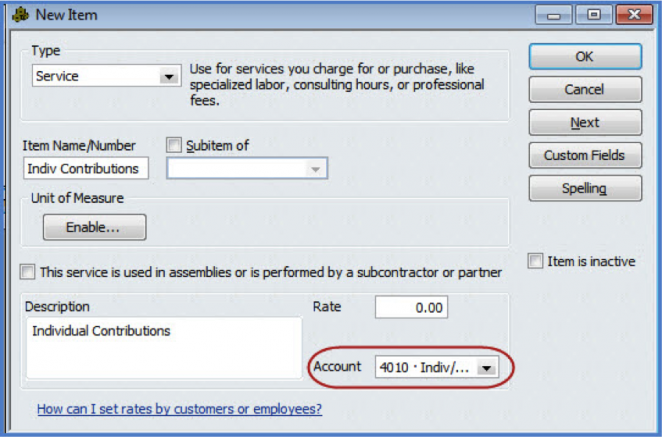 New Item
Type
Service
Use for services you charge for or purchase, like
specialized labor, consulting hours, or professional
fees.
OK
Cancel
Next
Custom Fields
Spelling
Item Name/Number
Subitem of
Indiv Contributions
Unit of Measure
Enable...
Item is inactive
This service is used in assemblies or is performed by a subcontractor or partner
Description
Rate
0.00
Individual Contributions
Account
4010 · Indiv/...
How can I set rates by customers or employees?